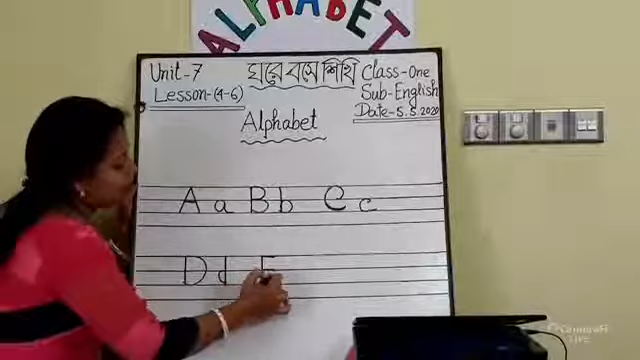 ALPHABET
Unit-7
Lesson-(4-6)
ঘরে বসে শিখি
Class-One
Sub-English
Date-5.5.2020
Alphabet
A a B b C c
D d E